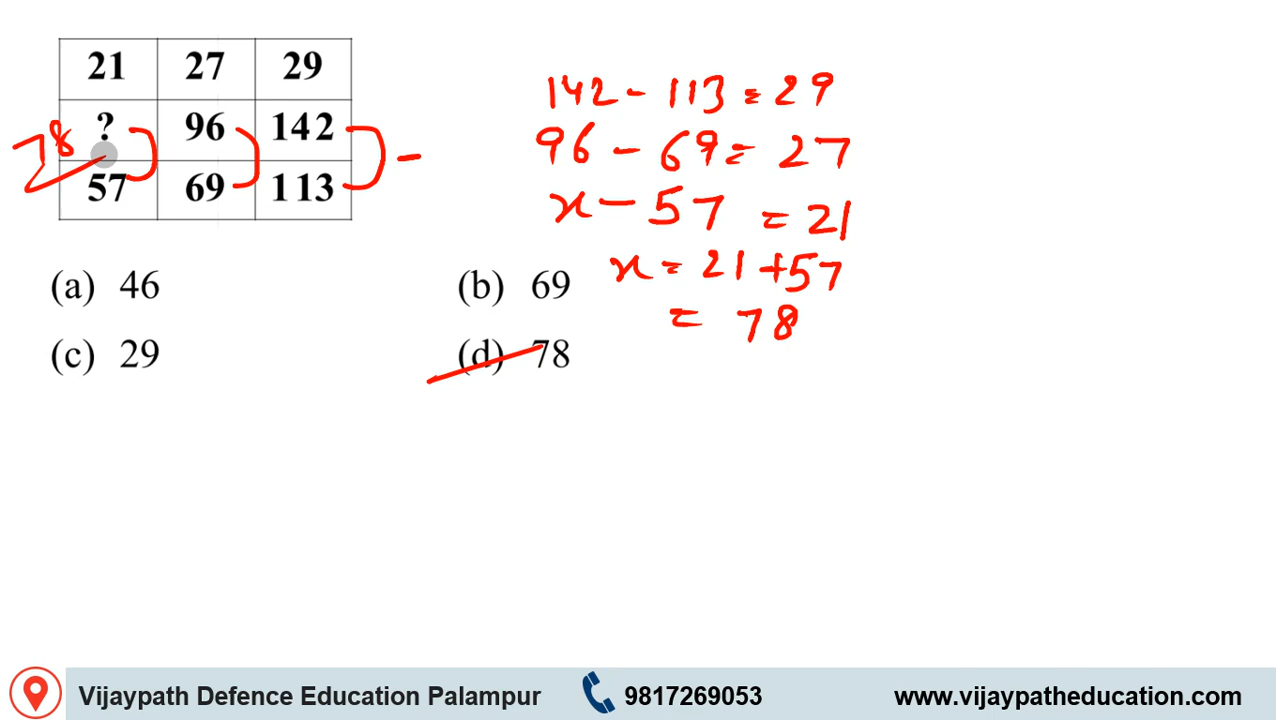 21 27 29
? 96 142
57 69 113
78
-
142 - 113 = 29
96 - 69 = 27
x - 57 = 21
x = 21 + 57
= 78
(a) 46
(b) 69
(c) 29
(d) 78
Vijaypath Defence Education Palampur
9817269053
www.vijaypatheducation.com